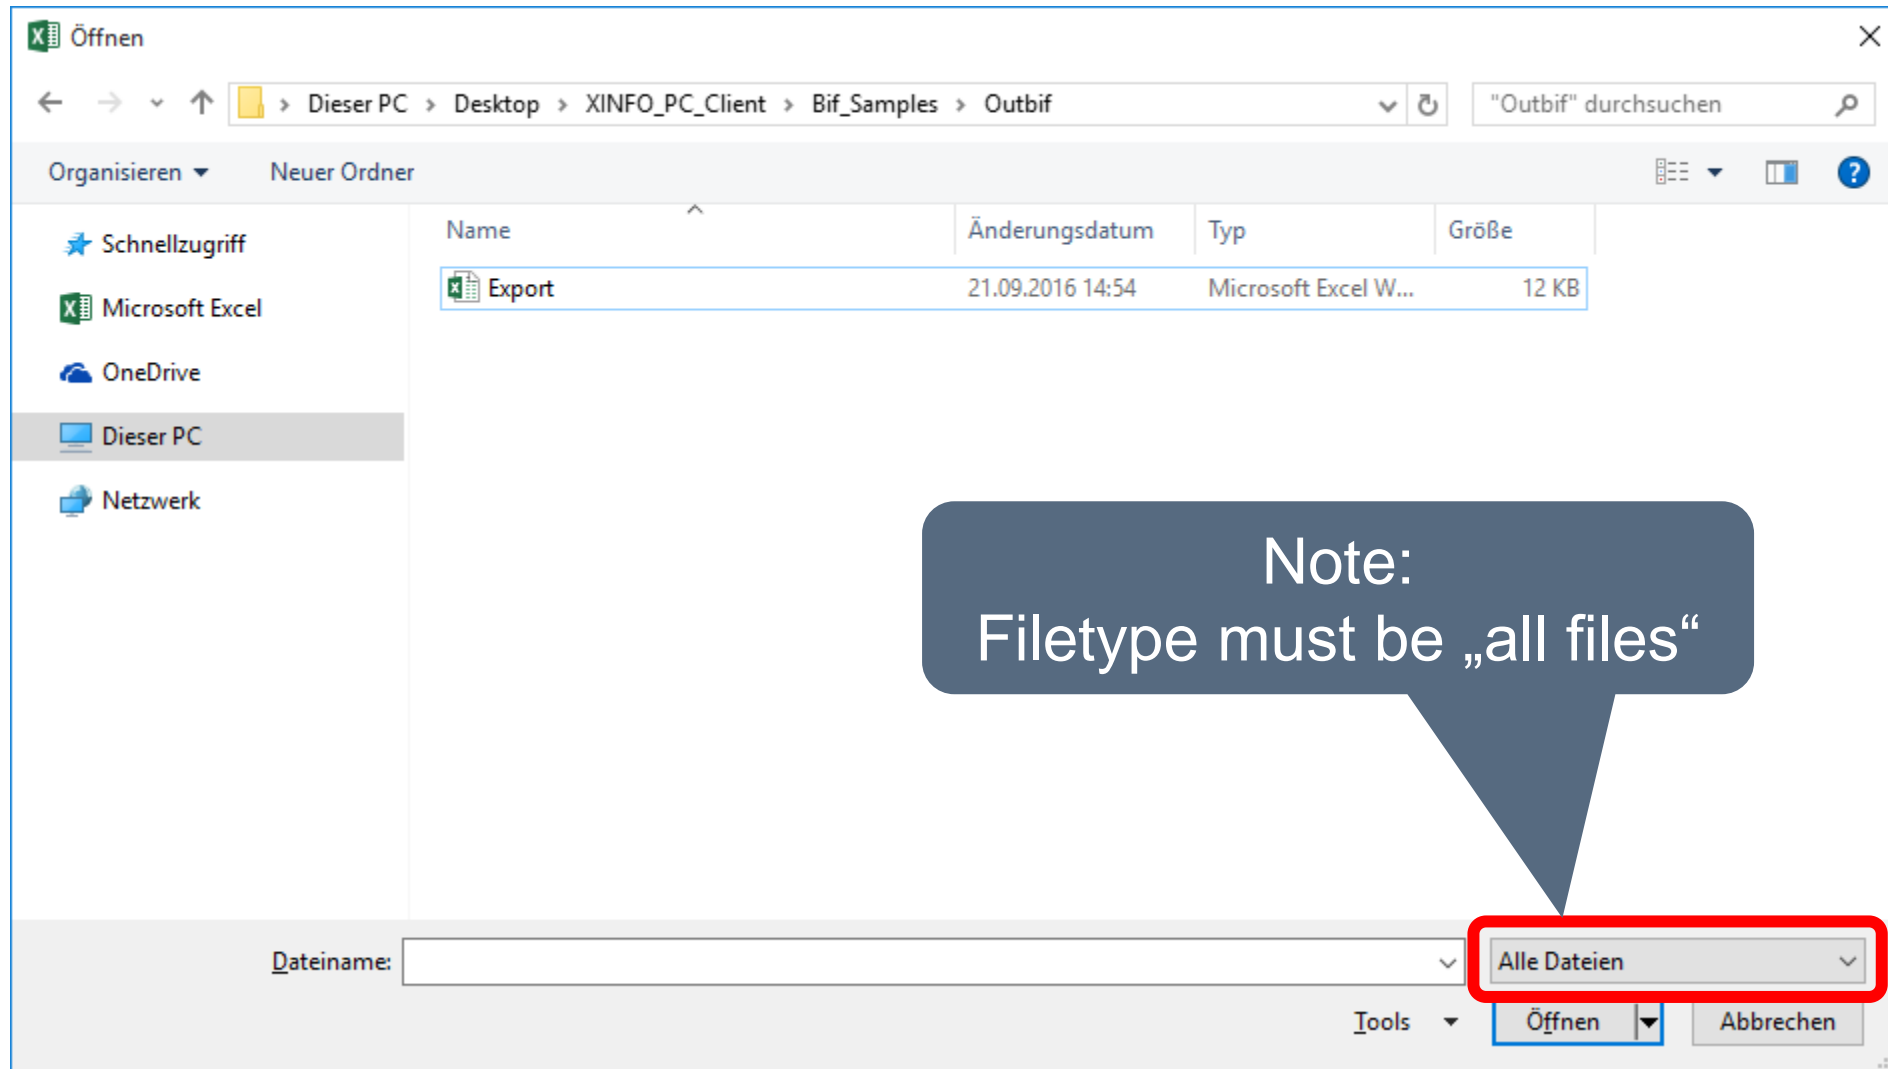 Öffnen
Dieser PC > Desktop > XINFO_PC_Client > Bif_Samples > Outbif
"Outbif" durchsuchen
Organisieren
Neuer Ordner
Name
Änderungsdatum
Typ
Größe
Export
21.09.2016 14:54
Microsoft Excel W...
12 KB
Schnellzugriff
Microsoft Excel
OneDrive
Dieser PC
Netzwerk
Note:
Filetype must be „all files“
Dateiname:
Alle Dateien
Tools
Öffnen
Abbrechen